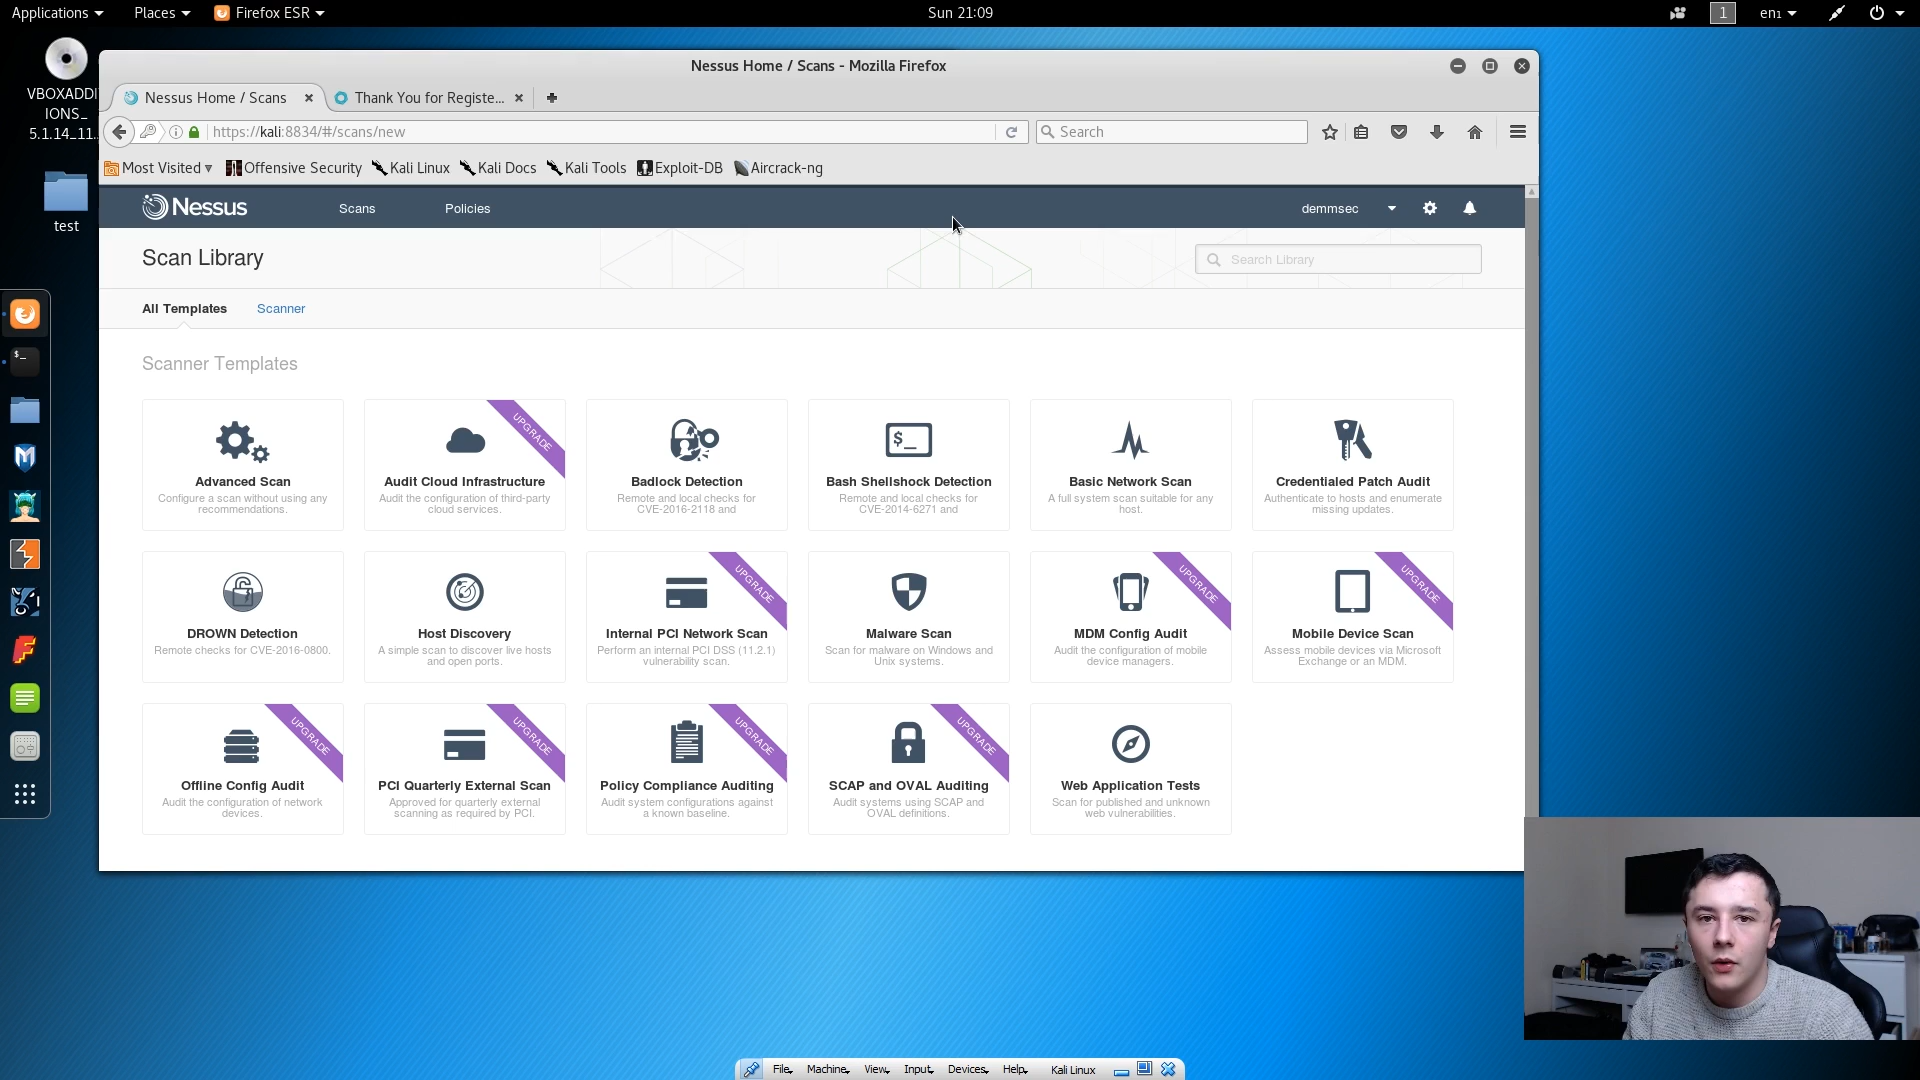 Applications
Places
Firefox ESR
Sun 21:09
1
en₁
VBOXADDI
IONS_
5.1.14_11..
test
Nessus Home / Scans - Mozilla Firefox
Nessus Home / Scans
Thank You for Registe...
https://kali:8834/#/scans/new
Search
Most Visited
Offensive Security
Kali Linux
Kali Docs
Kali Tools
Exploit-DB
Aircrack-ng
Nessus
Scans
Policies
demmsec
Scan Library
Search Library
All Templates
Scanner
Scanner Templates
Advanced Scan
Configure a scan without using any
recommendations.
UPGRADE
Audit Cloud Infrastructure
Audit the configuration of third-party
cloud services.
Badlock Detection
Remote and local checks for
CVE-2016-2118 and
$_
Bash Shellshock Detection
Remote and local checks for
CVE-2014-6271 and
Basic Network Scan
A full system scan suitable for any
host.
Credentialed Patch Audit
Authenticate to hosts and enumerate
missing updates.
DROWN Detection
Remote checks for CVE-2016-0800.
Host Discovery
A simple scan to discover live hosts
and open ports.
UPGRADE
Internal PCI Network Scan
Perform an internal PCI DSS (11.2.1)
vulnerability scan.
Malware Scan
Scan for malware on Windows and
Unix systems.
UPGRADE
MDM Config Audit
Audit the configuration of mobile
device managers.
UPGRADE
Mobile Device Scan
Assess mobile devices via Microsoft
Exchange or an MDM.
UPGRADE
Offline Config Audit
Audit the configuration of network
devices.
UPGRADE
PCI Quarterly External Scan
Approved for quarterly external
scanning as required by PCI.
UPGRADE
Policy Compliance Auditing
Audit system configurations against
a known baseline.
UPGRADE
SCAP and OVAL Auditing
Audit systems using SCAP and
OVAL definitions.
Web Application Tests
Scan for published and unknown
web vulnerabilities.
$_
File
Machine
View
Input
Devices
Help
Kali Linux